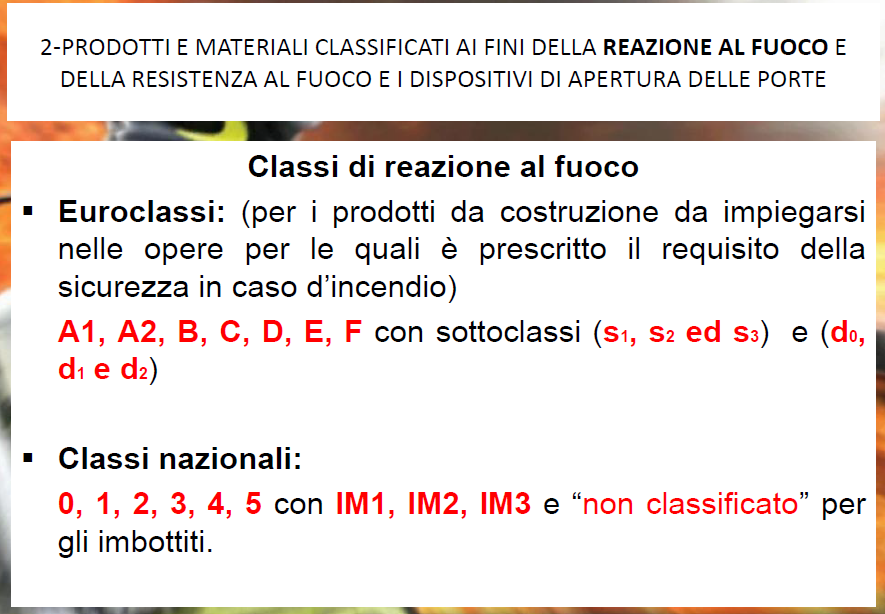 2-PRODOTTI E MATERIALI CLASSIFICATI AI FINI DELLA REAZIONE AL FUOCO E
DELLA RESISTENZA AL FUOCO E I DISPOSITIVI DI APERTURA DELLE PORTE
Classi di reazione al fuoco
▪ Euroclassi: (per i prodotti da costruzione da impiegarsi
nelle opere per le quali è prescritto il requisito della
sicurezza in caso d’incendio)
A1, A2, B, C, D, E, F con sottoclassi (s1, s2 ed s3) e (d0,
d1 e d2)
▪ Classi nazionali:
0, 1, 2, 3, 4, 5 con IM1, IM2, IM3 e “non classificato” per
gli imbottiti.